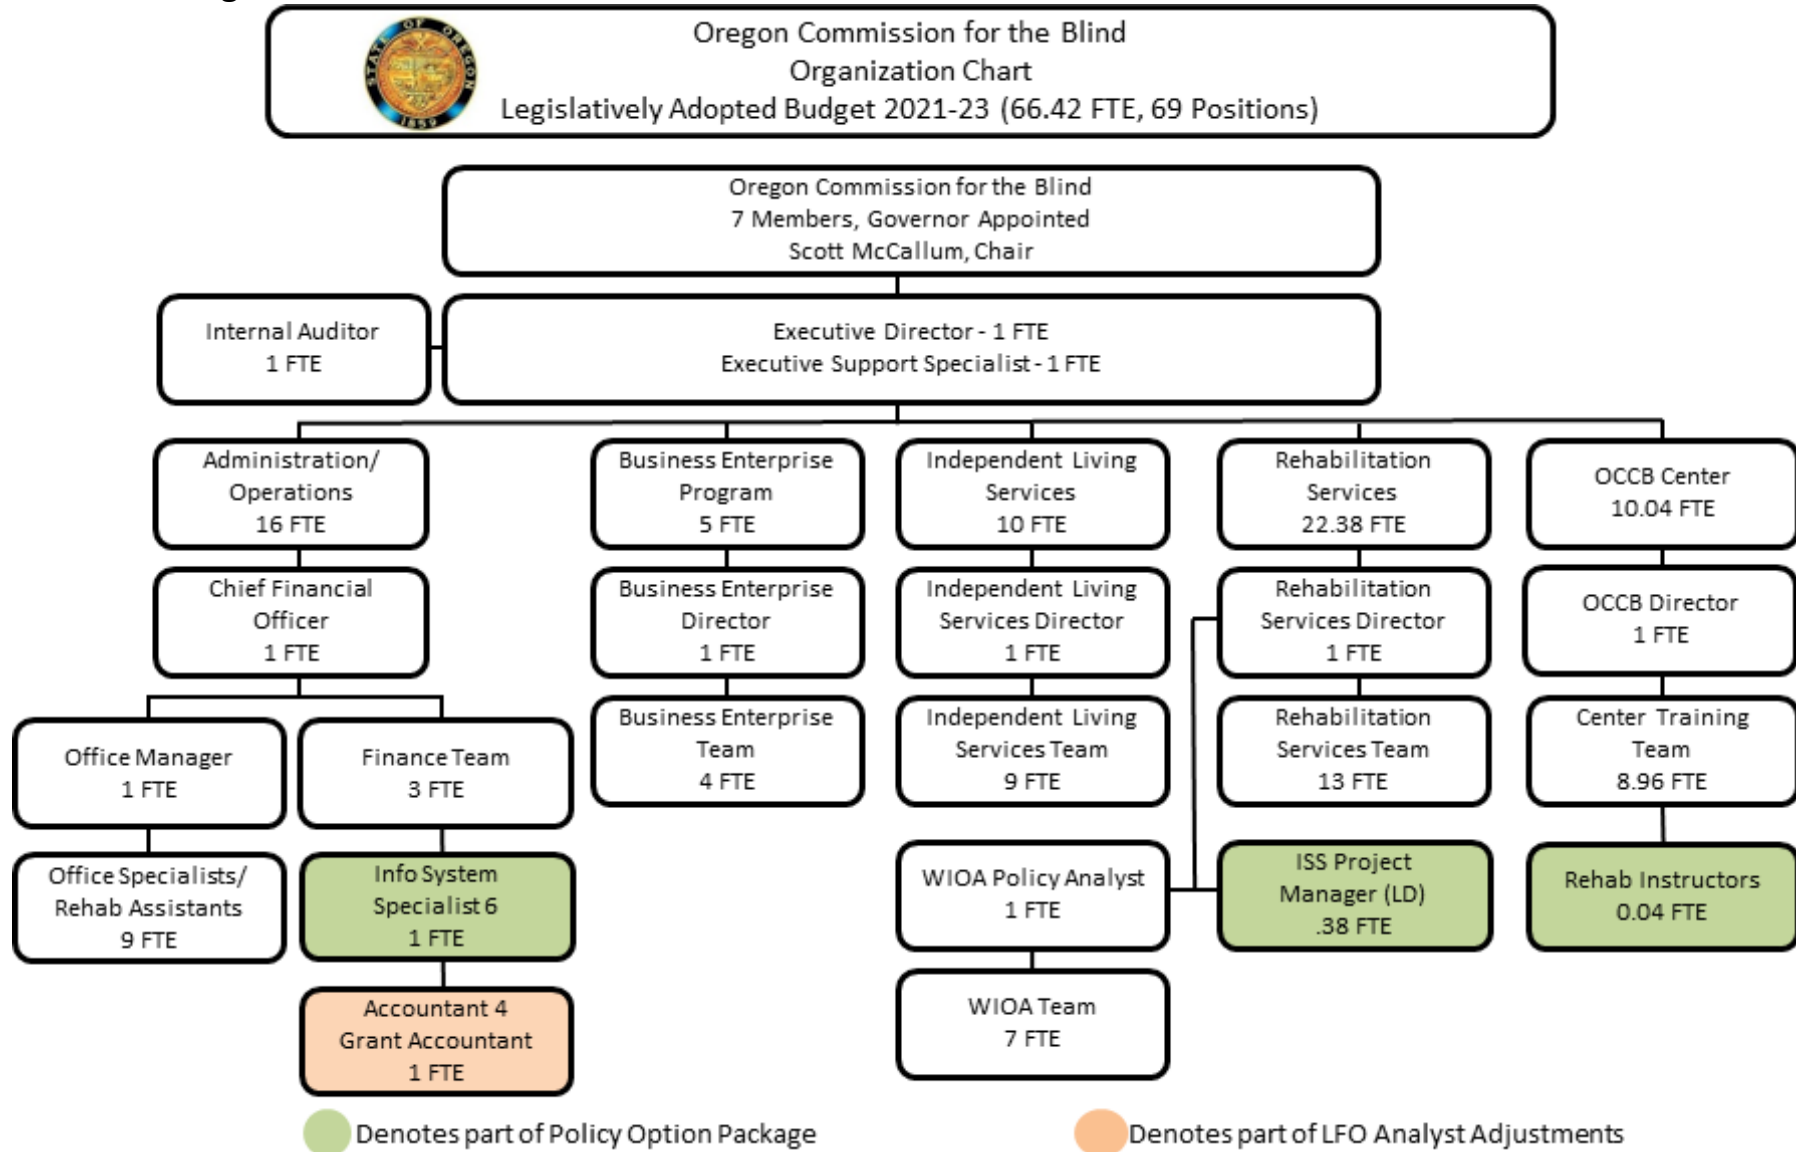 Oregon Commission for the Blind
Organization Chart
Legislatively Adopted Budget 2021-23 (66.42 FTE, 69 Positions)
STATE OF OREGON
1859
Oregon Commission for the Blind
7 Members, Governor Appointed
Scott McCallum, Chair
Internal Auditor
1 FTE
Executive Director - 1 FTE
Executive Support Specialist - 1 FTE
Administration/
Operations
16 FTE
Business Enterprise
Program
5 FTE
Independent Living
Services
10 FTE
Rehabilitation
Services
22.38 FTE
OCCB Center
10.04 FTE
Chief Financial
Officer
1 FTE
Business Enterprise
Director
1 FTE
Independent Living
Services Director
1 FTE
Rehabilitation
Services Director
1 FTE
OCCB Director
1 FTE
Office Manager
1 FTE
Finance Team
3 FTE
Business Enterprise
Team
4 FTE
Independent Living
Services Team
9 FTE
Rehabilitation
Services Team
13 FTE
Center Training
Team
8.96 FTE
Office Specialists/
Rehab Assistants
9 FTE
Info System
Specialist 6
1 FTE
WIOA Policy Analyst
1 FTE
ISS Project
Manager (LD)
.38 FTE
Rehab Instructors
0.04 FTE
Accountant 4
Grant Accountant
1 FTE
WIOA Team
7 FTE
Denotes part of Policy Option Package
Denotes part of LFO Analyst Adjustments